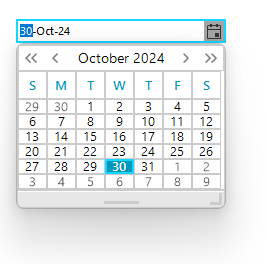 30-Oct-24
October 2024
S M T W T F S
29 30 1 2 3 4 5
6 7 8 9 10 11 12
13 14 15 16 17 18 19
20 21 22 23 24 25 26
27 28 29 30 31 1 2
3 4 5 6 7 8 9